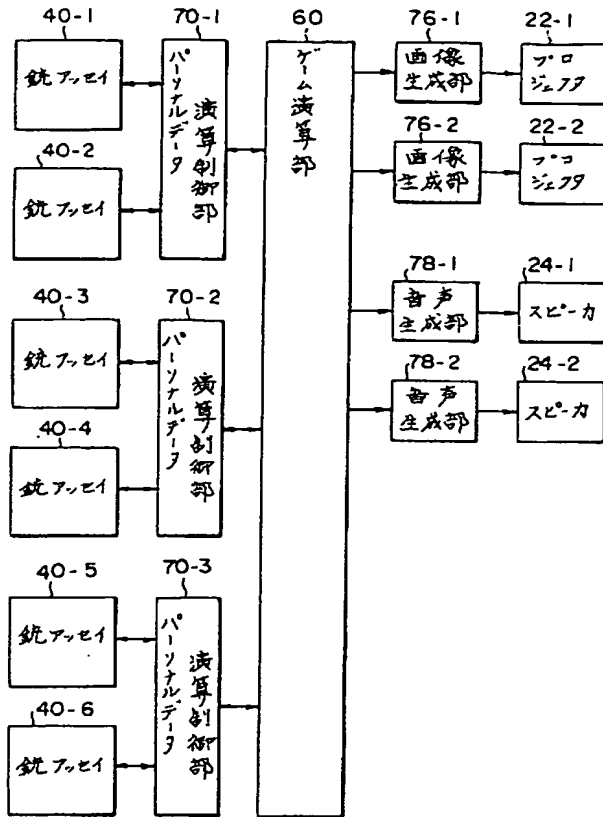 40-1
銃アッセイ
40-2
銃アッセイ
70-1
パーソナルデータ
演算制御部
40-3
銃アッセイ
40-4
銃アッセイ
70-2
パーソナルデータ
演算制御部
40-5
銃アッセイ
40-6
銃アッセイ
70-3
パーソナルデータ
演算制御部
60
ゲーム演算部
76-1
画像
生成部
22-1
プロ
ジェクタ
76-2
画像
生成部
22-2
プロ
ジェクタ
78-1
音声
生成部
24-1
スピーカ
78-2
音声
生成部
24-2
スピーカ